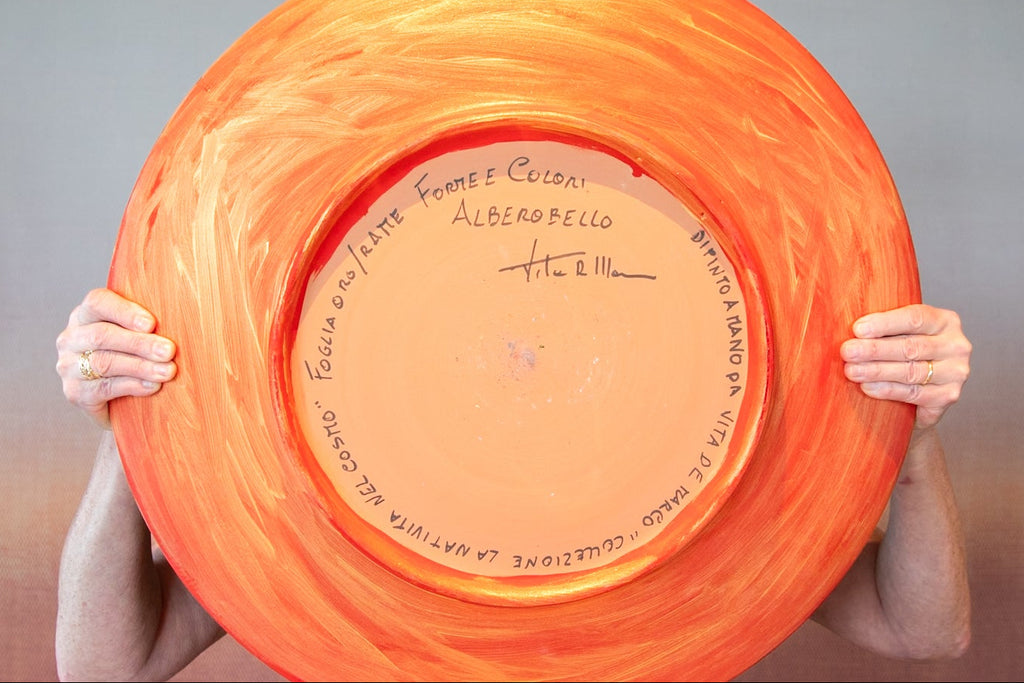 FORME E COLORI
ALBEROBELLO
DIPINTO A MANO DA VITA DE MARCO "COLLEZIONE LA NATIVITA NEL COSMO" FOGLIA ORO/RAME